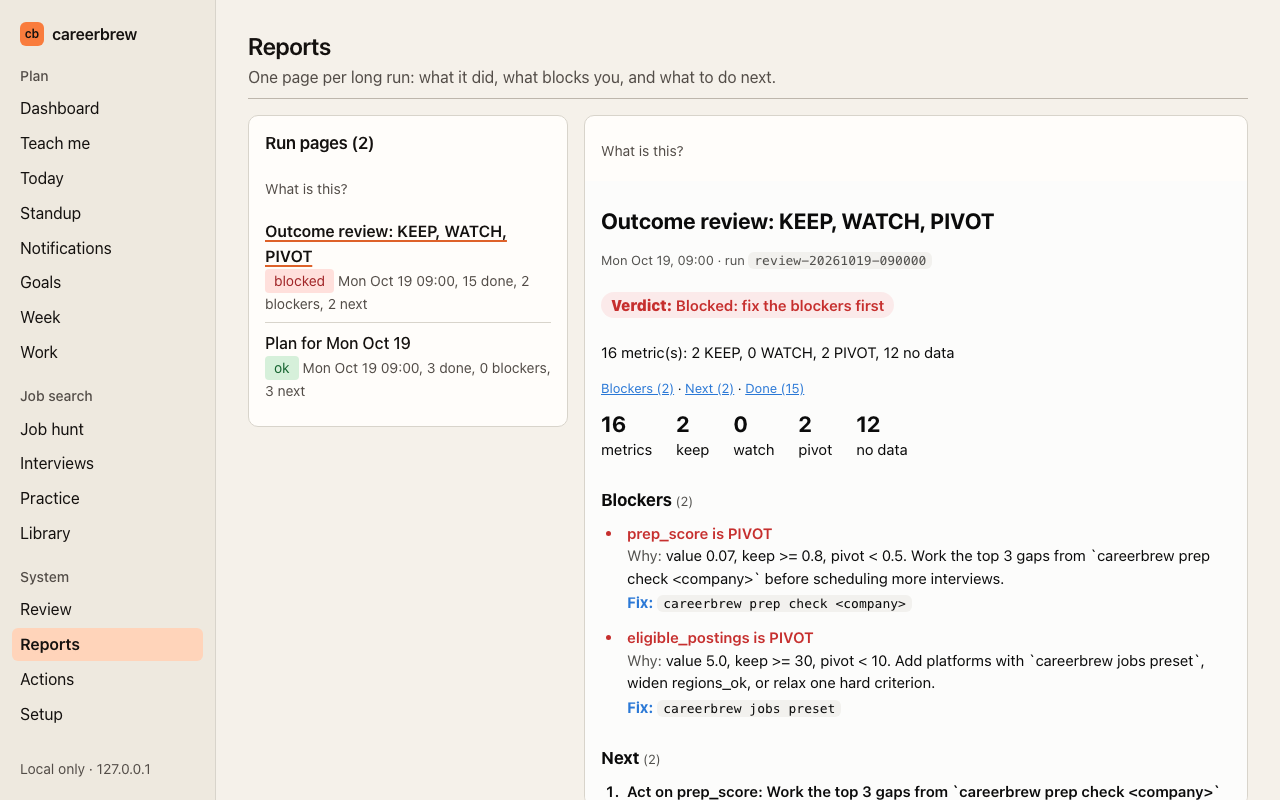 cb careerbrew
Plan
Dashboard
Teach me
Today
Standup
Notifications
Goals
Week
Work
Job search
Job hunt
Interviews
Practice
Library
System
Review
Reports
Actions
Setup
Local only · 127.0.0.1
Reports
One page per long run: what it did, what blocks you, and what to do next.
Run pages (2)
What is this?
Outcome review: KEEP, WATCH,
PIVOT
blocked Mon Oct 19 09:00, 15 done, 2
blockers, 2 next
Plan for Mon Oct 19
ok Mon Oct 19 09:00, 3 done, 0 blockers,
3 next
What is this?
Outcome review: KEEP, WATCH, PIVOT
Mon Oct 19, 09:00 · run review-20261019-090000
Verdict: Blocked: fix the blockers first
16 metric(s): 2 KEEP, 0 WATCH, 2 PIVOT, 12 no data
Blockers (2) · Next (2) · Done (15)
16 2 0 2 12
metrics keep watch pivot no data
Blockers (2)
• prep_score is PIVOT
Why: value 0.07, keep >= 0.8, pivot < 0.5. Work the top 3 gaps from `careerbrew prep
check <company>` before scheduling more interviews.
Fix: careerbrew prep check <company>
• eligible_postings is PIVOT
Why: value 5.0, keep >= 30, pivot < 10. Add platforms with `careerbrew jobs preset`,
widen regions_ok, or relax one hard criterion.
Fix: careerbrew jobs preset
Next (2)
1. Act on prep_score: Work the top 3 gaps from `careerbrew prep check <company>`